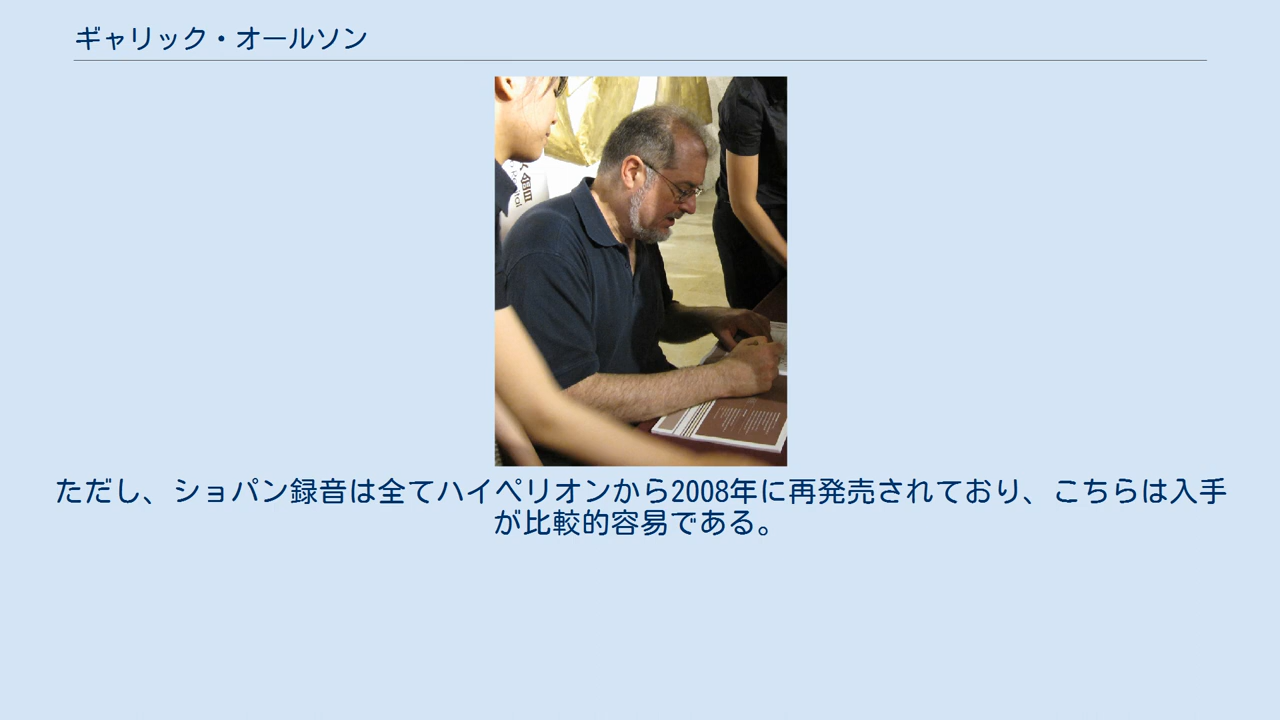 ギャリック・オールソン
ただし、ショパン録音は全てハイペリオンから2008年に再発売されており、こちらは入手
が比較的容易である。